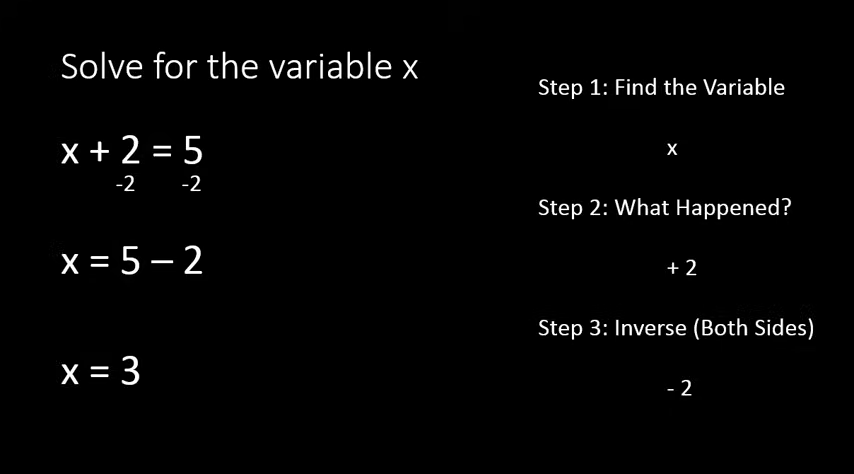 Solve for the variable x
x + 2 = 5
-2 -2
x = 5 – 2
x = 3
Step 1: Find the Variable
x
Step 2: What Happened?
+ 2
Step 3: Inverse (Both Sides)
- 2